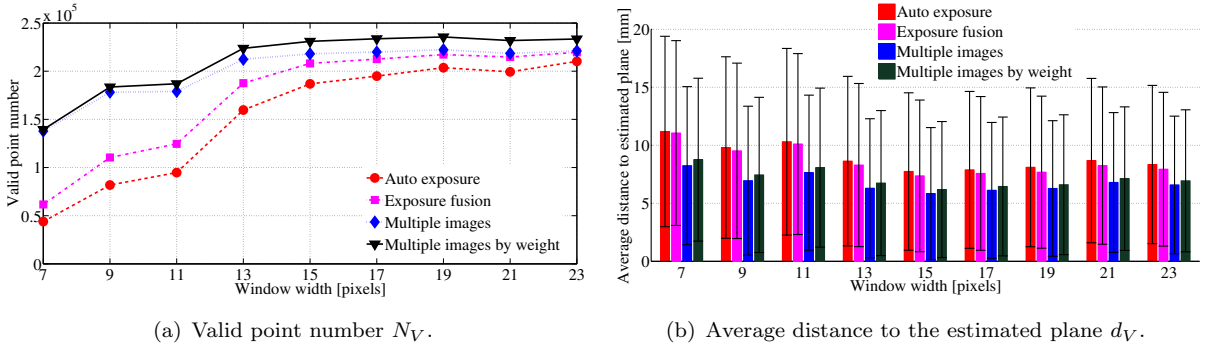 x 10^5
2.5
2
1.5
1
0.5
0
Valid point number
Auto exposure
Exposure fusion
Multiple images
Multiple images by weight
7 9 11 13 15 17 19 21 23
Window width [pixels]
(a) Valid point number N_V.
20
15
10
5
0
Average distance to estimated plane [mm]
Auto exposure
Exposure fusion
Multiple images
Multiple images by weight
7 9 11 13 15 17 19 21 23
Window width [pixels]
(b) Average distance to the estimated plane d_V.